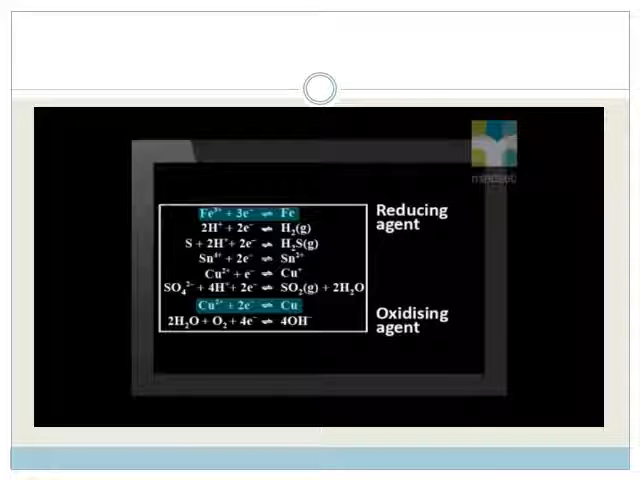 Fe³⁺ + 3e⁻ ⇌ Fe
2H⁺ + 2e⁻ ⇌ H₂(g)
S + 2H⁺+ 2e⁻ ⇌ H₂S(g)
Sn⁴⁺ + 2e⁻ ⇌ Sn²⁺
Cu²⁺ + e⁻ ⇌ Cu⁺
SO₄²⁻ + 4H⁺+ 2e⁻ ⇌ SO₂(g) + 2H₂O
Cu²⁺ + 2e⁻ ⇌ Cu
2H₂O + O₂ + 4e⁻ ⇌ 4OH⁻
Reducing
agent
Oxidising
agent